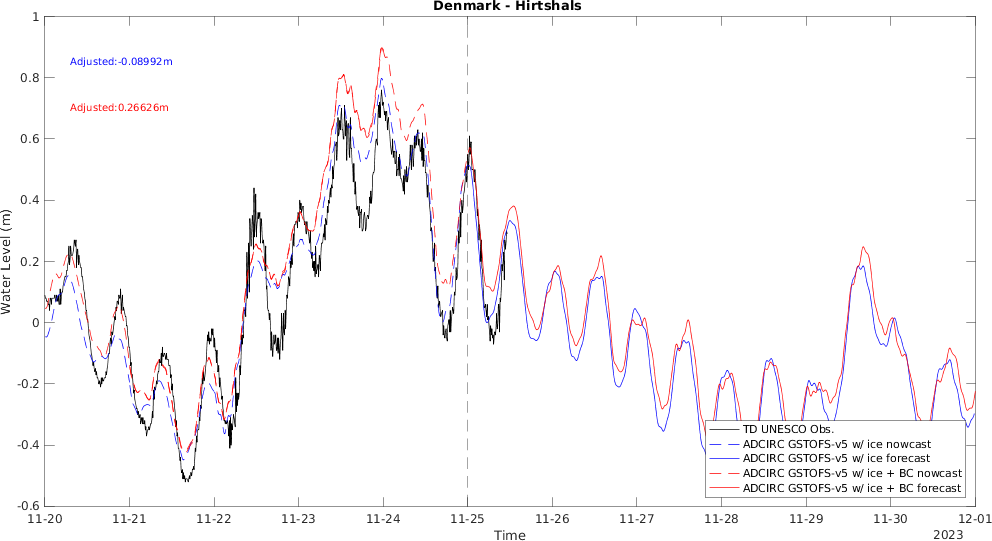 Denmark - Hirtshals
Adjusted:-0.08992m
Adjusted:0.26626m
Water Level (m)
1
0.8
0.6
0.4
0.2
0
-0.2
-0.4
-0.6
TD UNESCO Obs.
ADCIRC GSTOFS-v5 w/ ice nowcast
ADCIRC GSTOFS-v5 w/ ice forecast
ADCIRC GSTOFS-v5 w/ ice + BC nowcast
ADCIRC GSTOFS-v5 w/ ice + BC forecast
11-20 11-21 11-22 11-23 11-24 11-25 11-26 11-27 11-28 11-29 11-30 12-01
Time
2023